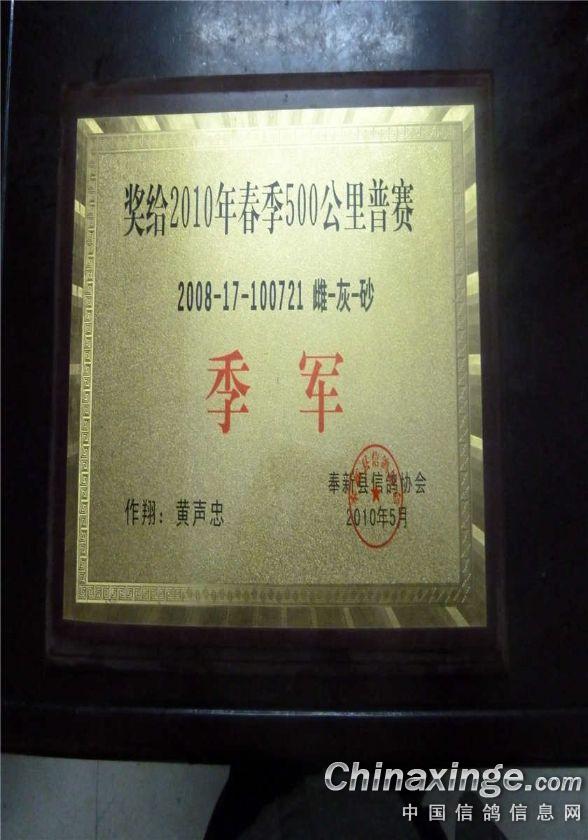 奖给2010年春季500公里普赛
2008-17-100721 雌-灰-砂
季军
奉新县信鸽协会
作翔：黄声忠
2010年5月
Chinaxinge.com
中国信鸽信息网